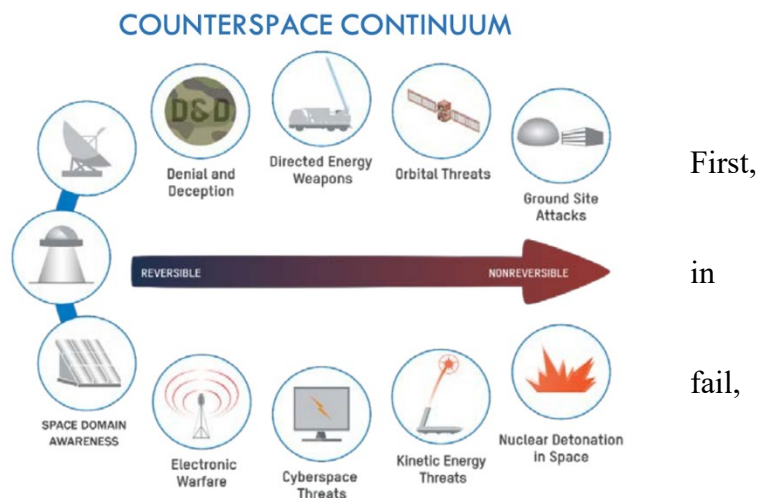 COUNTERSPACE CONTINUUM
D&D
Denial and
Deception
Directed Energy
Weapons
Orbital Threats
Ground Site
Attacks
First,
REVERSIBLE
NONREVERSIBLE
in
SPACE DOMAIN
AWARENESS
Electronic
Warfare
Cyberspace
Threats
Kinetic Energy
Threats
Nuclear Detonation
in Space
fail,